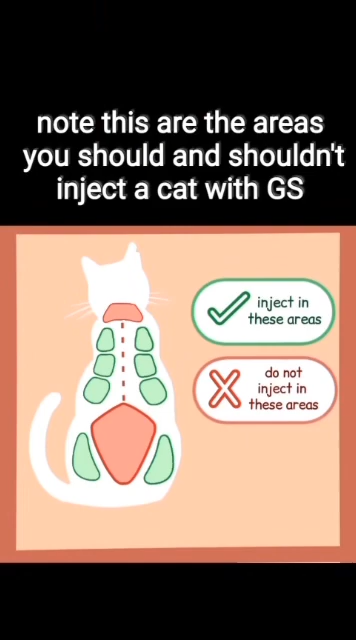 note this are the areas
you should and shouldn't
inject a cat with GS
inject in
these areas
do not
inject in
these areas